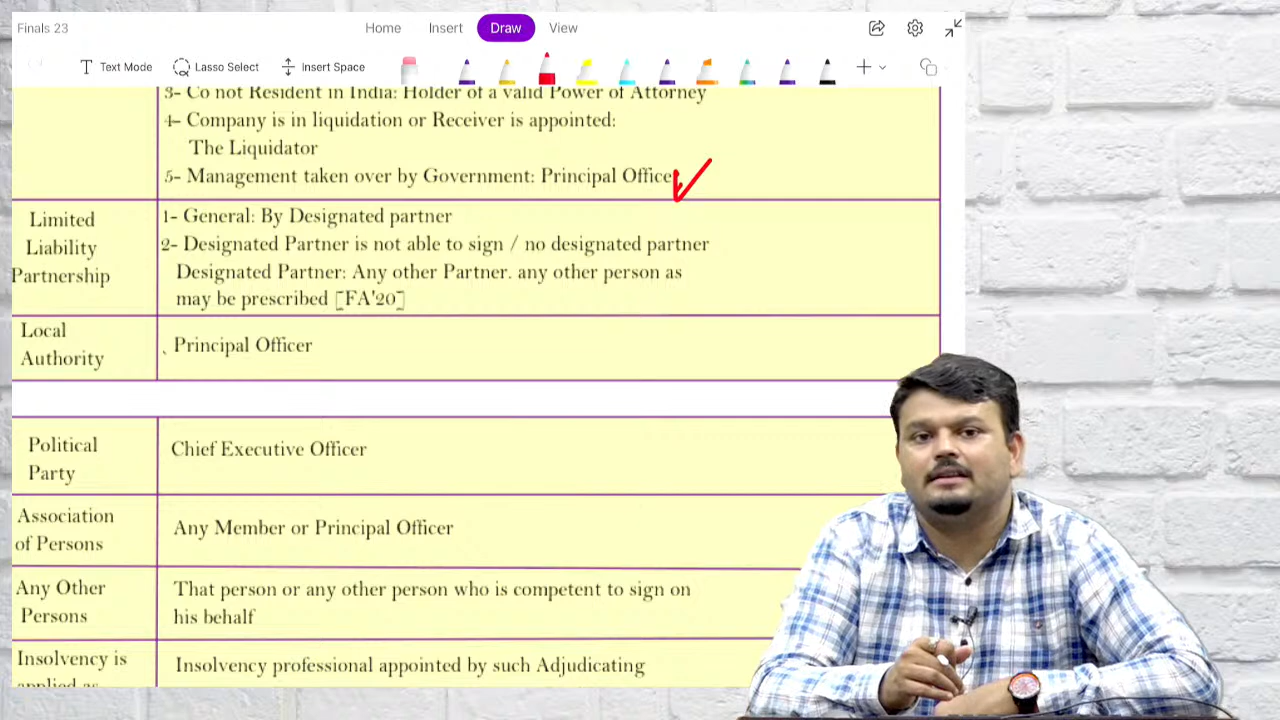 Finals 23
Home
Insert
Draw
View
Text Mode
Lasso Select
Insert Space
3- Co not Resident in India: Holder of a valid Power of Attorney
4- Company is in liquidation or Receiver is appointed:
The Liquidator
5- Management taken over by Government: Principal Office
Limited
Liability
Partnership
1- General: By Designated partner
2- Designated Partner is not able to sign / no designated partner
Designated Partner: Any other Partner. any other person as
may be prescribed [FA'20]
Local
Authority
Principal Officer
Political
Party
Chief Executive Officer
Association
of Persons
Any Member or Principal Officer
Any Other
Persons
That person or any other person who is competent to sign on
his behalf
Insolvency is
applied as
Insolvency professional appointed by such Adjudicating